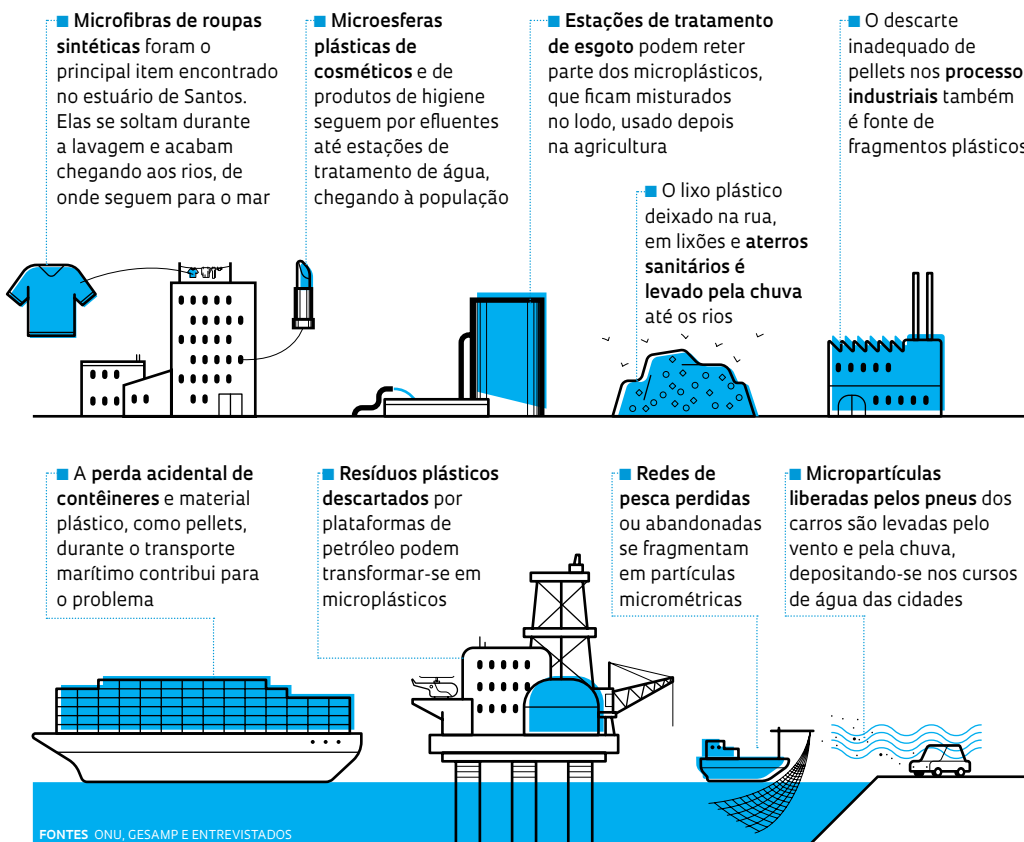 Microfibras de roupas
sintéticas foram o
principal item encontrado
no estuário de Santos.
Elas se soltam durante
a lavagem e acabam
chegando aos rios, de
onde seguem para o mar
Microesferas
plásticas de
cosméticos e de
produtos de higiene
seguem por efluentes
até estações de
tratamento de água,
chegando à população
Estações de tratamento
de esgoto podem reter
parte dos microplásticos,
que ficam misturados
no lodo, usado depois
na agricultura
O lixo plástico
deixado na rua,
em lixões e aterros
sanitários é
levado pela chuva
até os rios
O descarte
inadequado de
pellets nos processo
industriais também
é fonte de
fragmentos plásticos
A perda acidental de
contêineres e material
plástico, como pellets,
durante o transporte
marítimo contribui para
o problema
Resíduos plásticos
descartados por
plataformas de
petróleo podem
transformar-se em
microplásticos
Redes de
pesca perdidas
ou abandonadas
se fragmentam
em partículas
micrométricas
Micropartículas
liberadas pelos pneus dos
carros são levadas pelo
vento e pela chuva,
depositando-se nos cursos
de água das cidades
FONTES ONU, GESAMP E ENTREVISTADOS